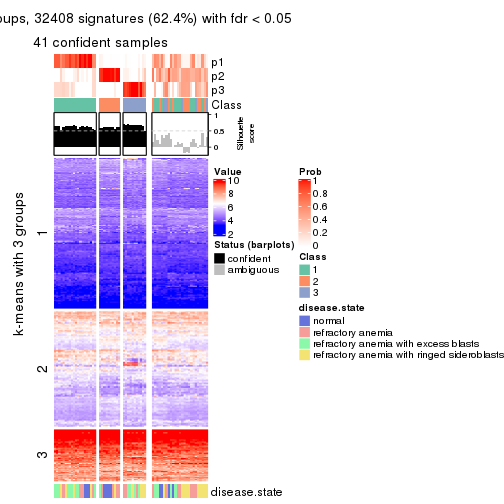 oups, 32408 signatures (62.4%) with fdr < 0.05
41 confident samples
p1
p2
p3
Class
1
0.5
0
Silhouette
score
k-means with 3 groups
1
2
3
disease.state
Value
10
8
6
4
2
Status (barplots)
confident
ambiguous
Prob
1
0.8
0.6
0.4
0.2
0
Class
1
2
3
disease.state
normal
refractory anemia
refractory anemia with excess blasts
refractory anemia with ringed sideroblasts